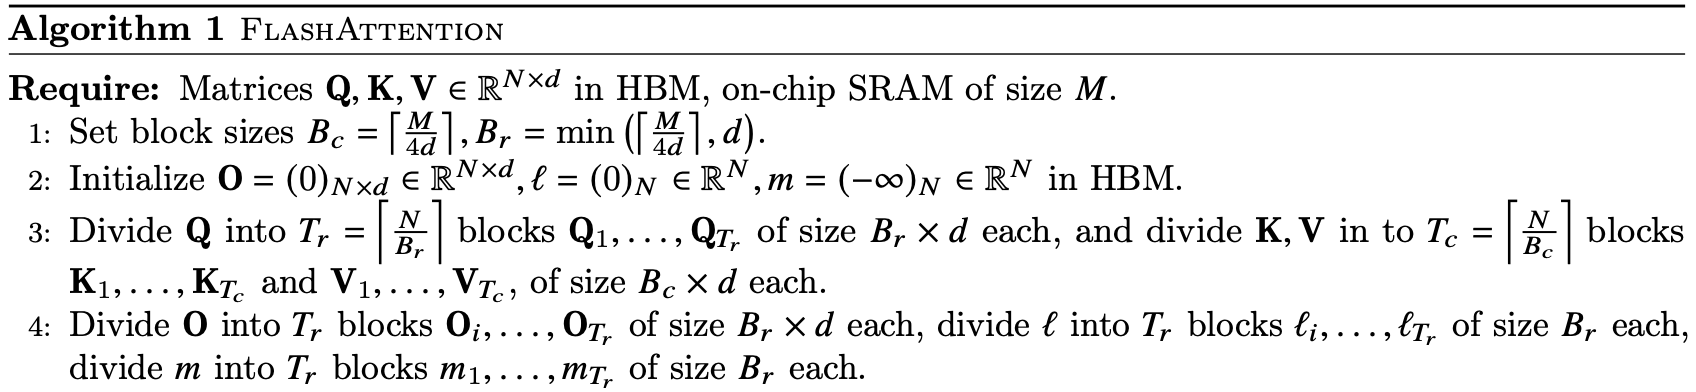 Algorithm 1 FlashAttention
Require: Matrices Q, K, V ∈ ℝ^{N×d} in HBM, on-chip SRAM of size M.
1: Set block sizes B_c = ⌈M/4d⌉, B_r = min (⌈M/4d⌉, d).
2: Initialize O = (0)_{N×d} ∈ ℝ^{N×d}, ℓ = (0)_N ∈ ℝ^N, m = (−∞)_N ∈ ℝ^N in HBM.
3: Divide Q into T_r = ⌈N/B_r⌉ blocks Q_1, . . . , Q_{T_r} of size B_r × d each, and divide K, V in to T_c = ⌈N/B_c⌉ blocks
K_1, . . . , K_{T_c} and V_1, . . . , V_{T_c}, of size B_c × d each.
4: Divide O into T_r blocks O_i, . . . , O_{T_r} of size B_r × d each, divide ℓ into T_r blocks ℓ_i, . . . , ℓ_{T_r} of size B_r each,
divide m into T_r blocks m_1, . . . , m_{T_r} of size B_r each.